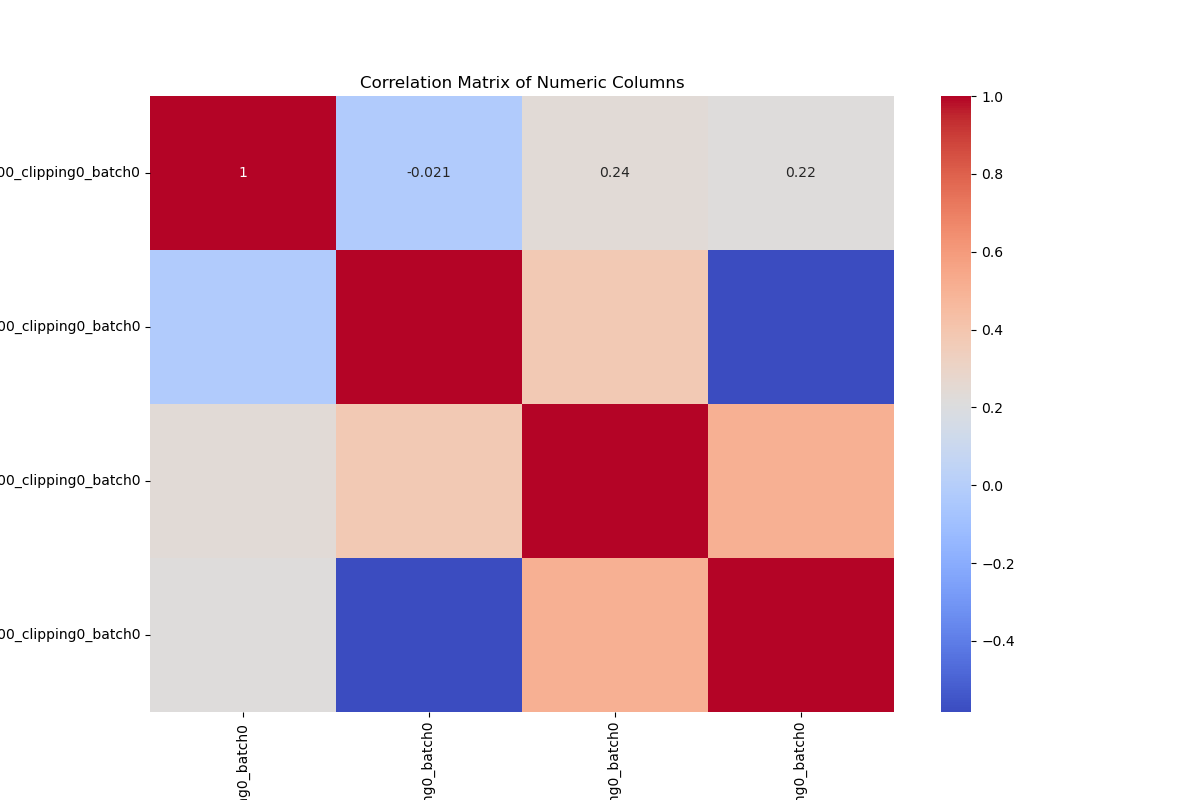 Correlation Matrix of Numeric Columns
00_clipping0_batch0
1
-0.021
0.24
0.22
00_clipping0_batch0
00_clipping0_batch0
00_clipping0_batch0
ng0_batch0
ng0_batch0
ng0_batch0
ng0_batch0
1.0
0.8
0.6
0.4
0.2
0.0
−0.2
−0.4